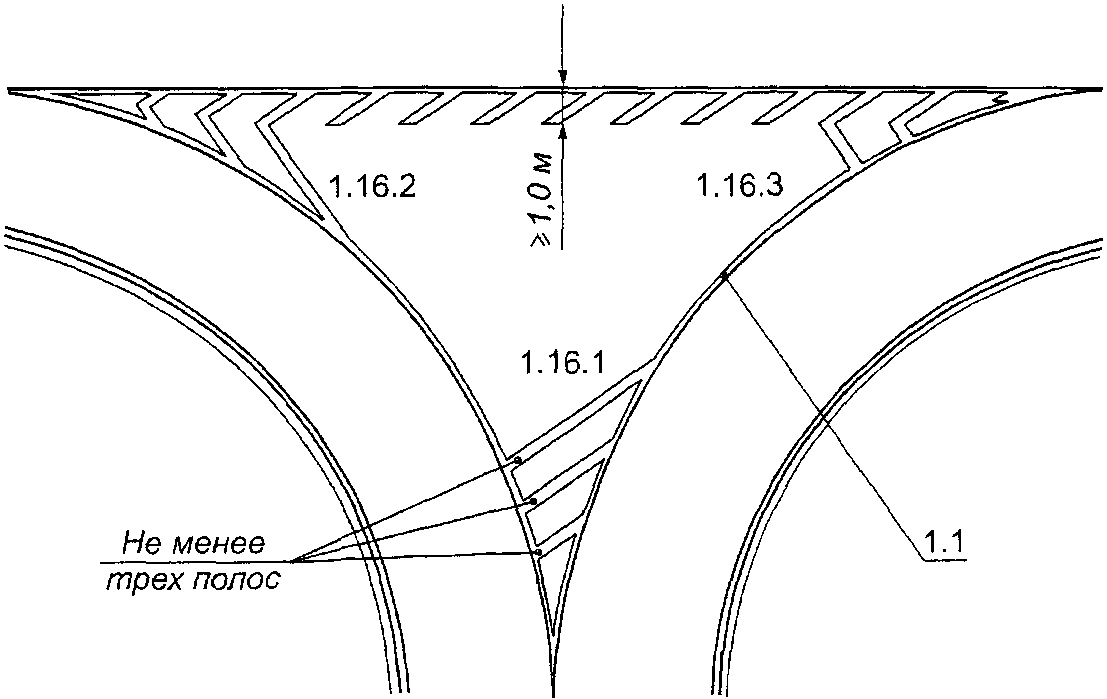 1.16.2
1.16.3
≥1,0 м
1.16.1
Не менее
трех полос
1.1